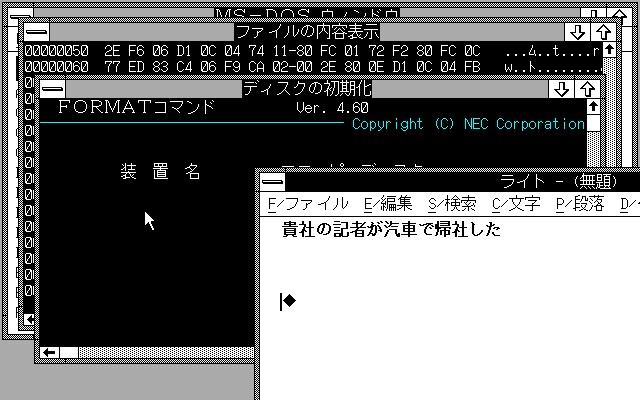 MS-DOS ウィンドウ
ファイルの内容表示
00000050 2E F6 06 D1 0C 04 74 11-80 FC 01 72 F2 80 FC 0C ...ム..t....r
00000060 77 ED 83 C4 06 F9 CA 02-00 2E 80 0E D1 0C 04 FB w..ト........
ディスクの初期化
FORMATコマンド Ver. 4.60
Copyright (C) NEC Corporation
装 置 名
ライト - (無題)
F/ファイル E/編集 S/検索 C/文字 P/段落 D/
貴社の記者が汽車で帰社した